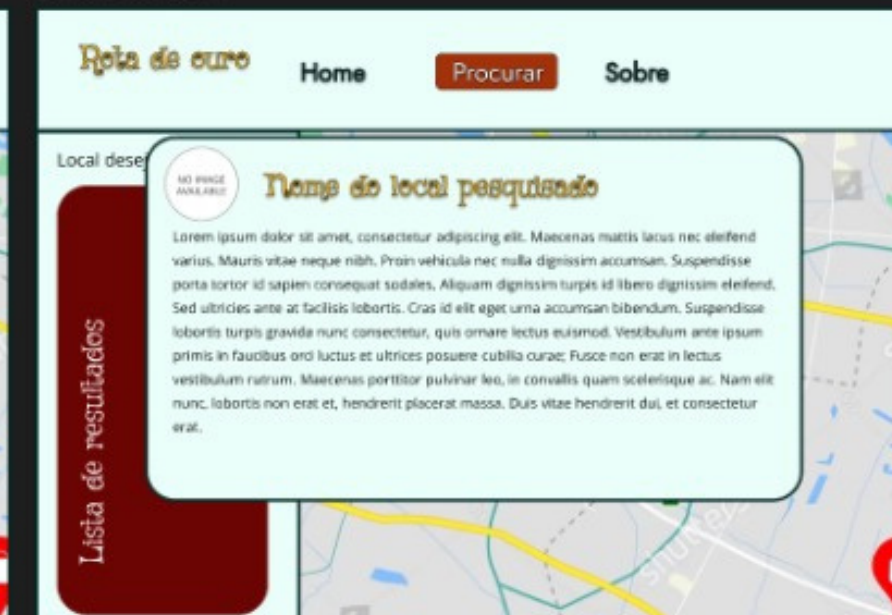 Rota de ouro
Home
Procurar
Sobre
Local dese
NO IMAGE
AVAILABLE
Nome do local pesquisado
Lorem ipsum dolor sit amet, consectetur adipiscing elit. Maecenas mattis lacus nec eleifend
varius. Mauris vitae neque nibh. Proin vehicula nec nulla dignissim accumsan. Suspendisse
porta tortor id sapien consequat sodales. Aliquam dignissim turpis id libero dignissim eleifend.
Sed ultricies ante at facilisis lobortis. Cras id elit eget urna accumsan bibendum. Suspendisse
lobortis turpis gravida nunc consectetur, quis ornare lectus euismod. Vestibulum ante ipsum
primis in faucibus orci luctus et ultrices posuere cubilia curae; Fusce non erat in lectus
vestibulum rutrum. Maecenas porttitor pulvinar leo, in convallis quam scelerisque ac. Nam elit
nunc, lobortis non erat et, hendrerit placerat massa. Duis vitae hendrerit dui, et consectetur
erat.
Lista de resultados
shutters